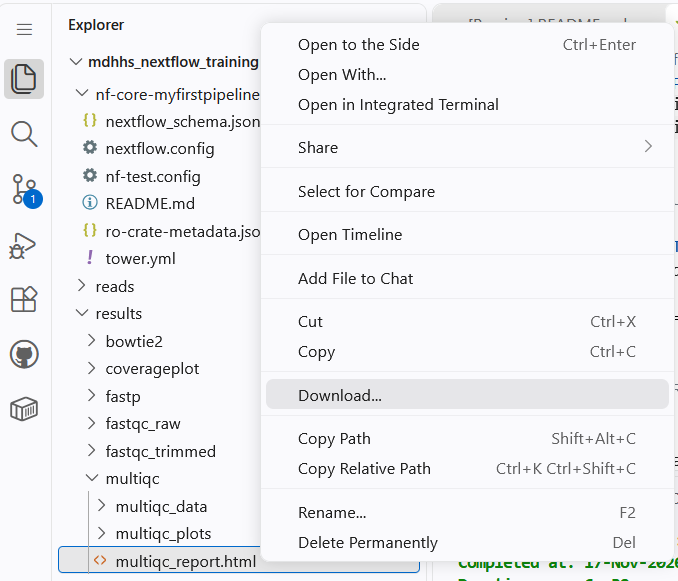 Explorer
[Preview] README.md
mdhhs_nextflow_training
nf-core-myfirstpipeline
nextflow_schema.json
nextflow.config
nf-test.config
README.md
ro-crate-metadata.jso
tower.yml
reads
results
bowtie2
coverageplot
fastp
fastqc_raw
fastqc_trimmed
multiqc
multiqc_data
multiqc_plots
multiqc_report.html
1
Open to the Side Ctrl+Enter
Open With...
Open in Integrated Terminal
Share
Select for Compare
Open Timeline
Add File to Chat
Cut Ctrl+X
Copy Ctrl+C
Download...
Copy Path Shift+Alt+C
Copy Relative Path Ctrl+K Ctrl+Shift+C
Rename... F2
Delete Permanently Del
Completed at: 17-Nov-202